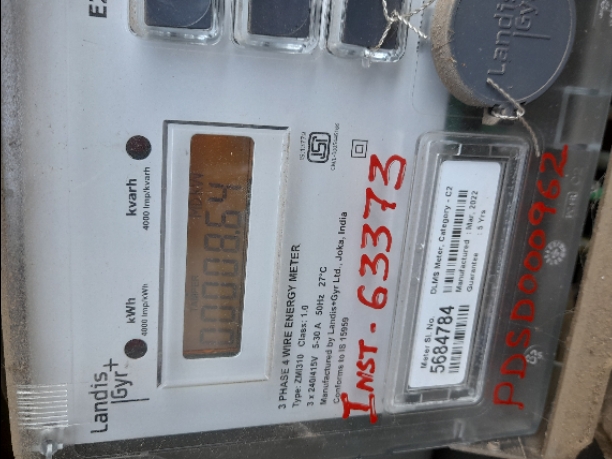 Landis
Gyr+
kWh
4000 Imp/kWh
kvarh
4000 Imp/kvarh
3 PHASE 4 WIRE ENERGY METER
Type: ZMI310 Class: 1.0
3 x 240/415V 5-30 A 50Hz 27°C
Manufactured by Landis+Gyr Ltd., Joka, India
Conforms to IS 15959
INST-63373
Meter Sl. No.
5684784
DLMS Meter, Category - C2
Manufactured : Mar, 2022
Guarantee : 5 Yrs
PDSD000962
Landis
Gyr